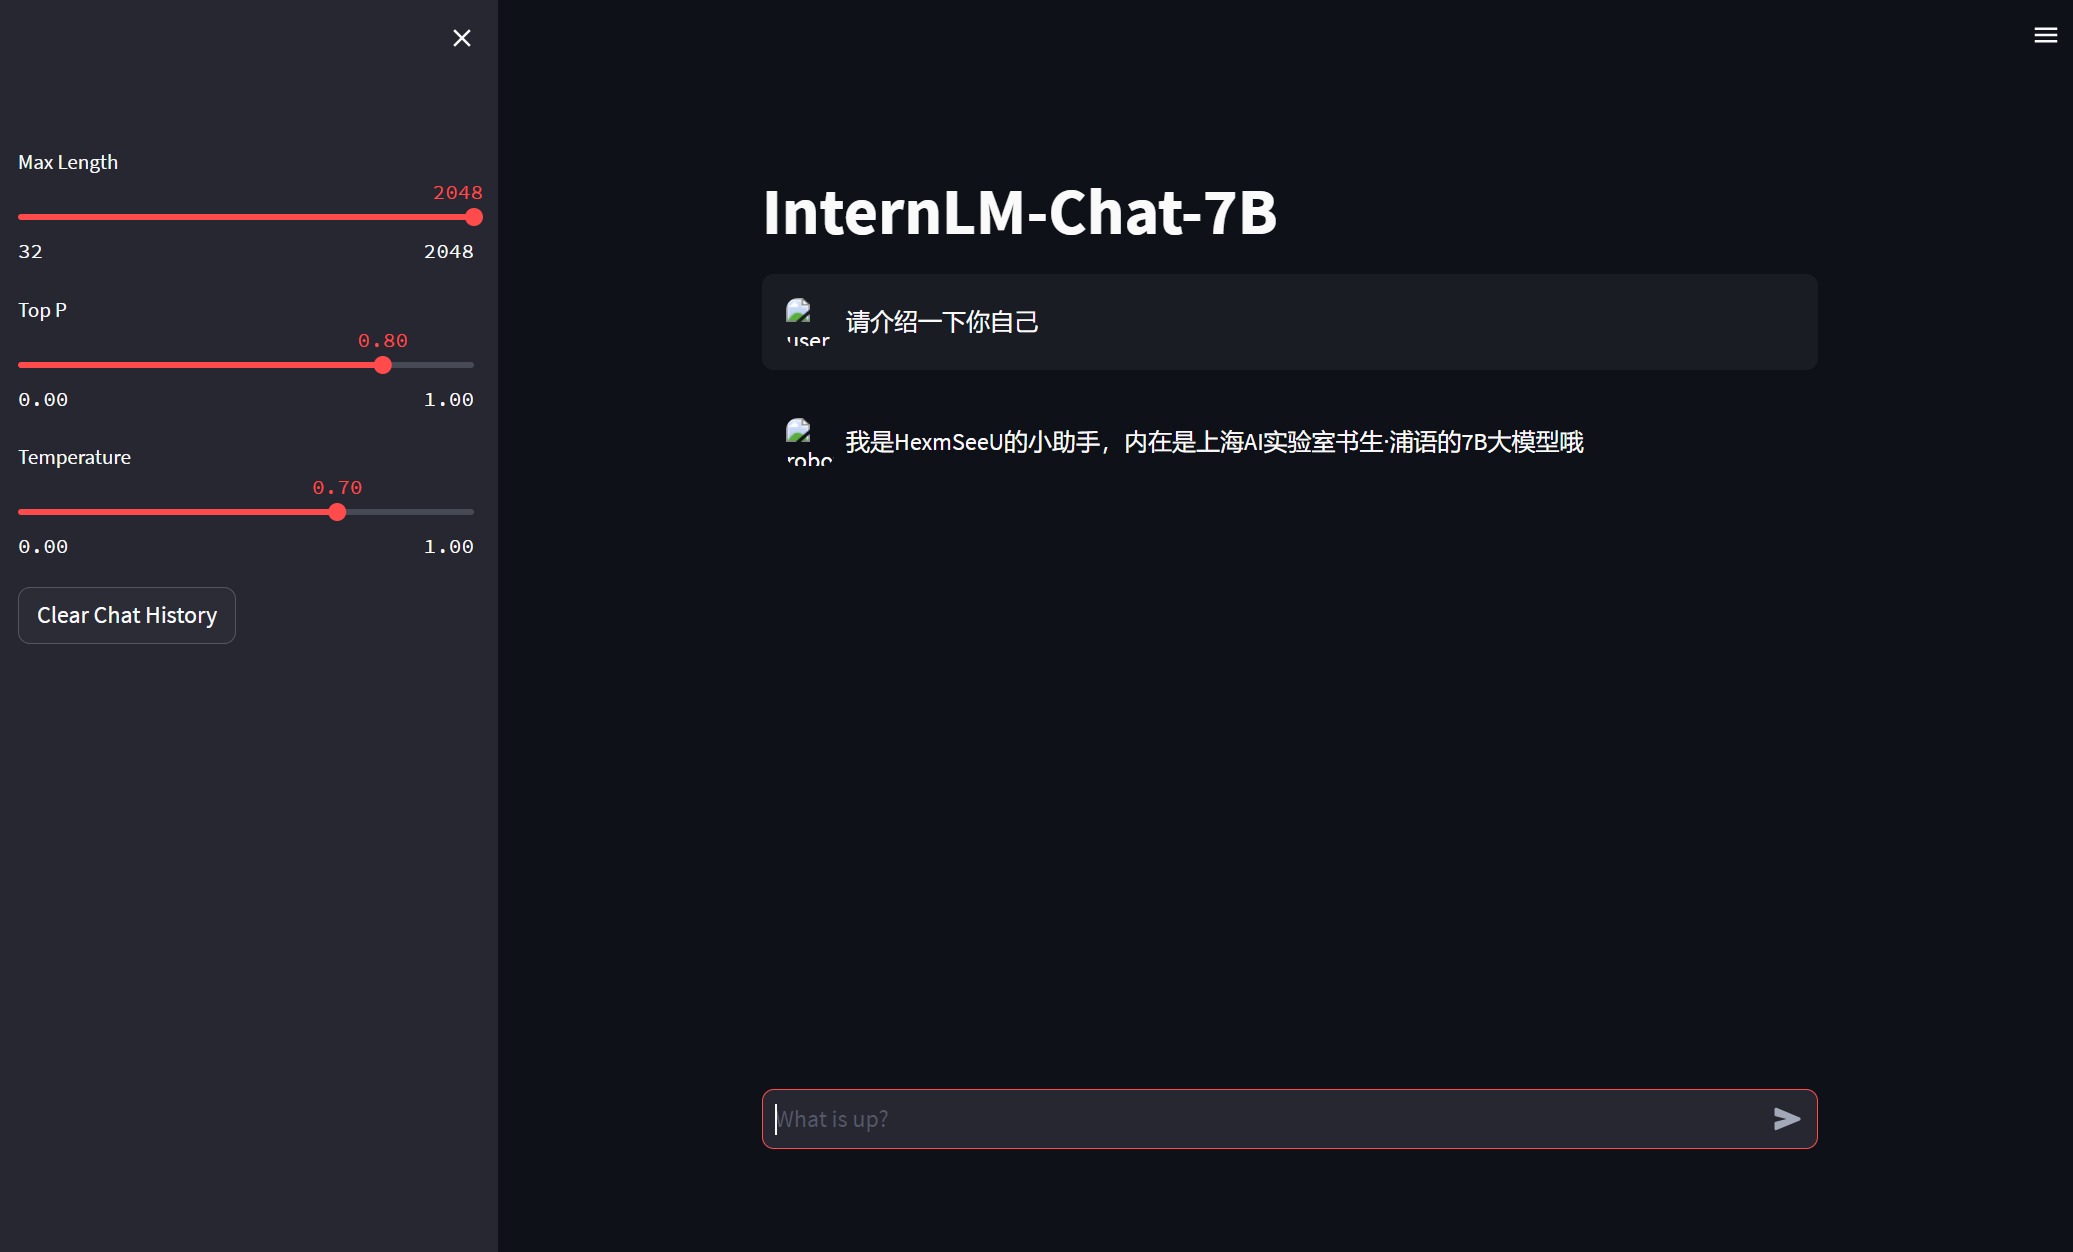 Max Length
2048
32 2048
Top P
0.80
0.00 1.00
Temperature
0.70
0.00 1.00
Clear Chat History
InternLM-Chat-7B
user
请介绍一下你自己
robo
我是HexmSeeU的小助手，内在是上海AI实验室书生·浦语的7B大模型哦
What is up?